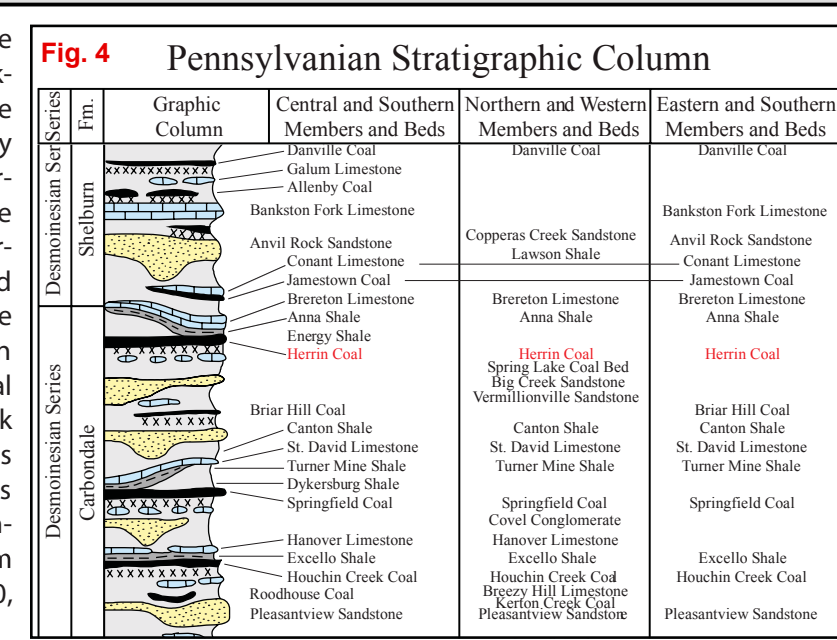 e
k-
e
y
r-
e
r-
d
e
n
al
k
s
s
n-
m
0,
Fig. 4
Pennsylvanian Stratigraphic Column
Series
Fm.
Graphic
Column
Central and Southern
Members and Beds
Northern and Western
Members and Beds
Eastern and Southern
Members and Beds
Desmoinesian Series
Shelburn
Desmoinesian Series
Carbondale
Danville Coal
Galum Limestone
Allenby Coal
Bankston Fork Limestone
Anvil Rock Sandstone
Conant Limestone
Jamestown Coal
Brereton Limestone
Anna Shale
Energy Shale
Herrin Coal
Briar Hill Coal
Canton Shale
St. David Limestone
Turner Mine Shale
Dykersburg Shale
Springfield Coal
Hanover Limestone
Excello Shale
Houchin Creek Coal
Roodhouse Coal
Pleasantview Sandstone
Danville Coal
Copperas Creek Sandstone
Lawson Shale
Brereton Limestone
Anna Shale
Herrin Coal
Spring Lake Coal Bed
Big Creek Sandstone
Vermillionville Sandstone
Canton Shale
St. David Limestone
Turner Mine Shale
Springfield Coal
Covel Conglomerate
Hanover Limestone
Excello Shale
Houchin Creek Coal
Breezy Hill Limestone
Kerton Creek Coal
Pleasantview Sandstone
Danville Coal
Bankston Fork Limestone
Anvil Rock Sandstone
Conant Limestone
Jamestown Coal
Brereton Limestone
Anna Shale
Herrin Coal
Briar Hill Coal
Canton Shale
St. David Limestone
Turner Mine Shale
Springfield Coal
Excello Shale
Houchin Creek Coal
Pleasantview Sandstone